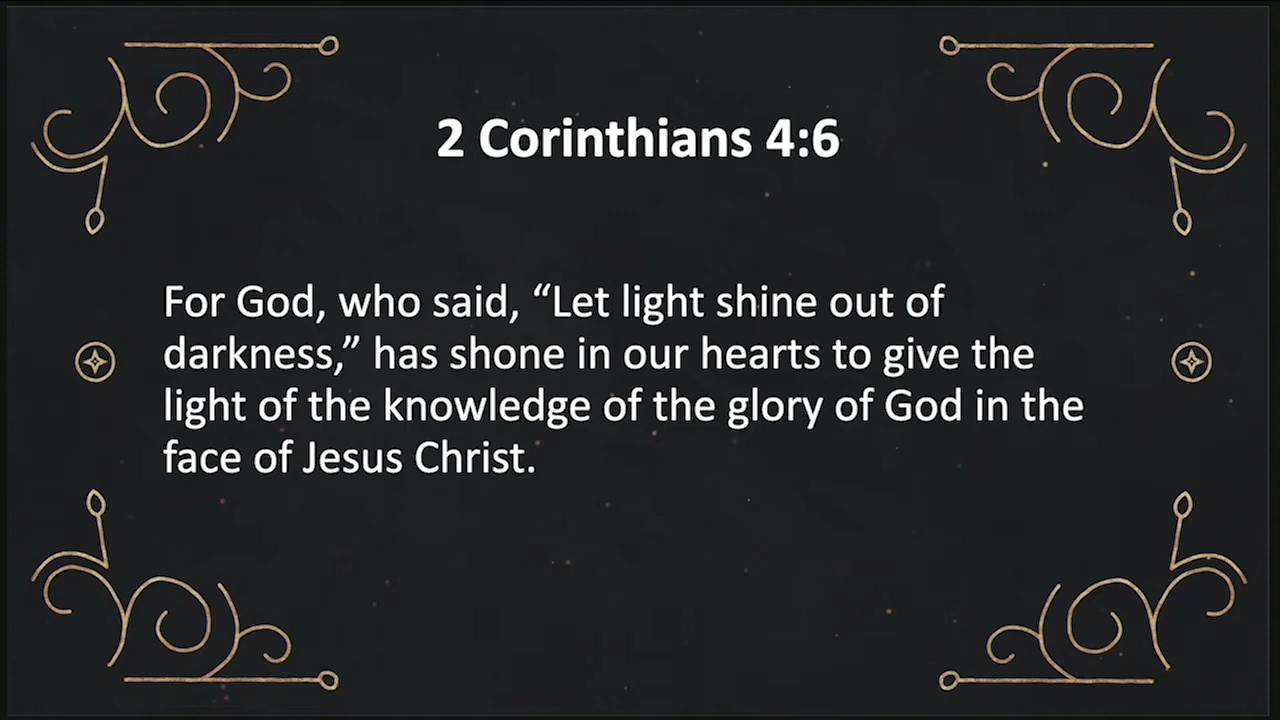 2 Corinthians 4:6
For God, who said, “Let light shine out of
darkness,” has shone in our hearts to give the
light of the knowledge of the glory of God in the
face of Jesus Christ.